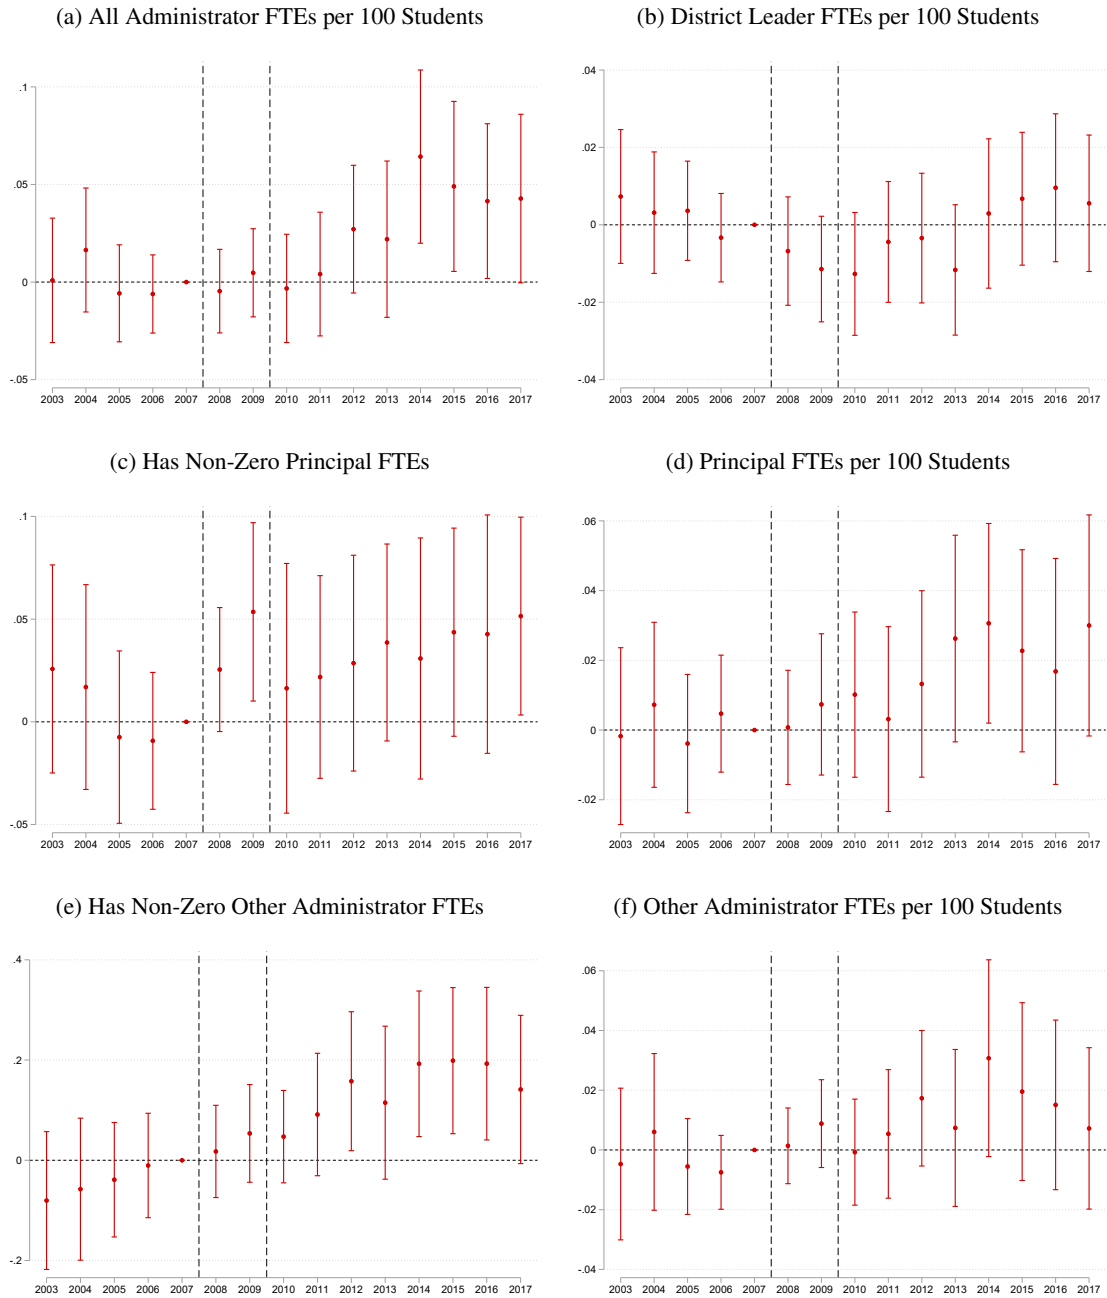 (a) All Administrator FTEs per 100 Students
(b) District Leader FTEs per 100 Students
.1
.05
0
-.05
2003 2004 2005 2006 2007 2008 2009 2010 2011 2012 2013 2014 2015 2016 2017
.04
.02
0
-.02
-.04
2003 2004 2005 2006 2007 2008 2009 2010 2011 2012 2013 2014 2015 2016 2017
(c) Has Non-Zero Principal FTEs
(d) Principal FTEs per 100 Students
.1
.05
0
-.05
2003 2004 2005 2006 2007 2008 2009 2010 2011 2012 2013 2014 2015 2016 2017
.06
.04
.02
0
-.02
2003 2004 2005 2006 2007 2008 2009 2010 2011 2012 2013 2014 2015 2016 2017
(e) Has Non-Zero Other Administrator FTEs
(f) Other Administrator FTEs per 100 Students
.4
.2
0
-.2
2003 2004 2005 2006 2007 2008 2009 2010 2011 2012 2013 2014 2015 2016 2017
.06
.04
.02
0
-.02
-.04
2003 2004 2005 2006 2007 2008 2009 2010 2011 2012 2013 2014 2015 2016 2017